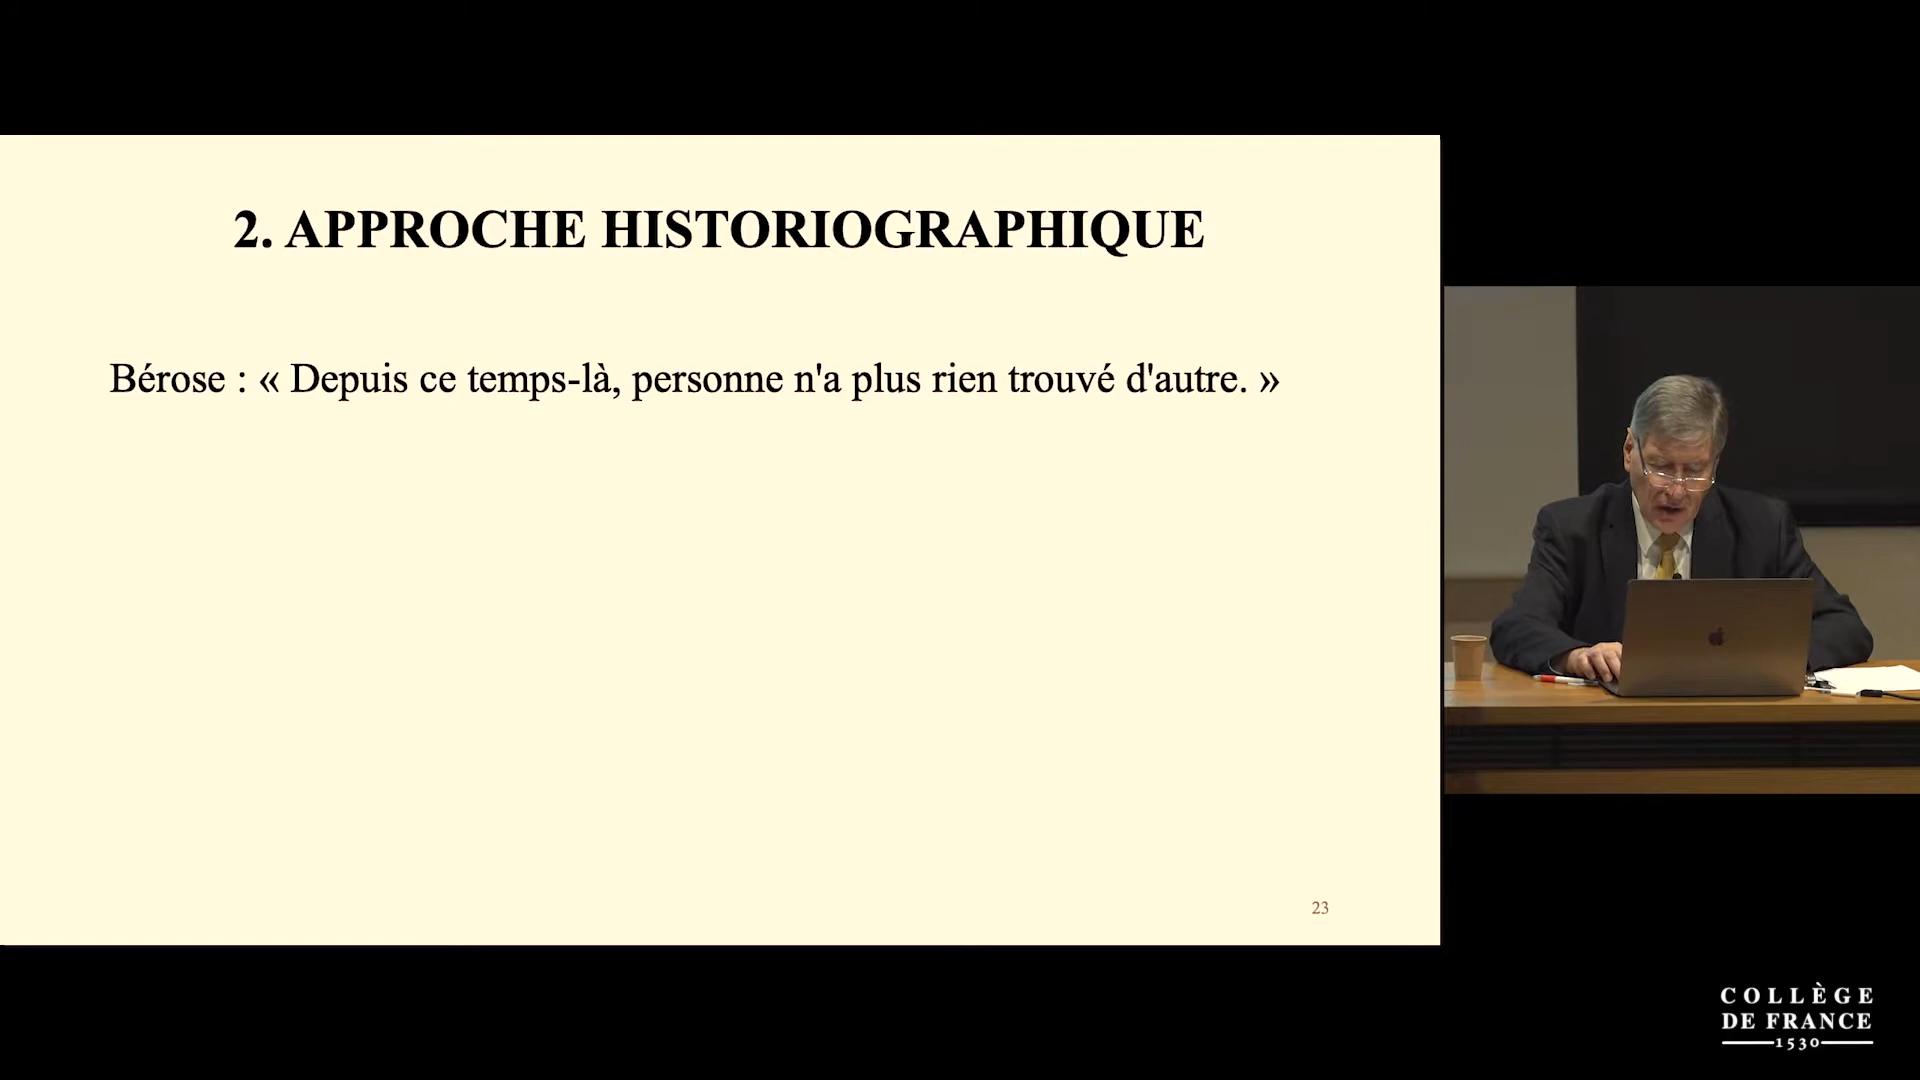 2. APPROCHE HISTORIOGRAPHIQUE
Bérose : « Depuis ce temps-là, personne n'a plus rien trouvé d'autre. »
23
COLLÈGE
DE FRANCE
1530